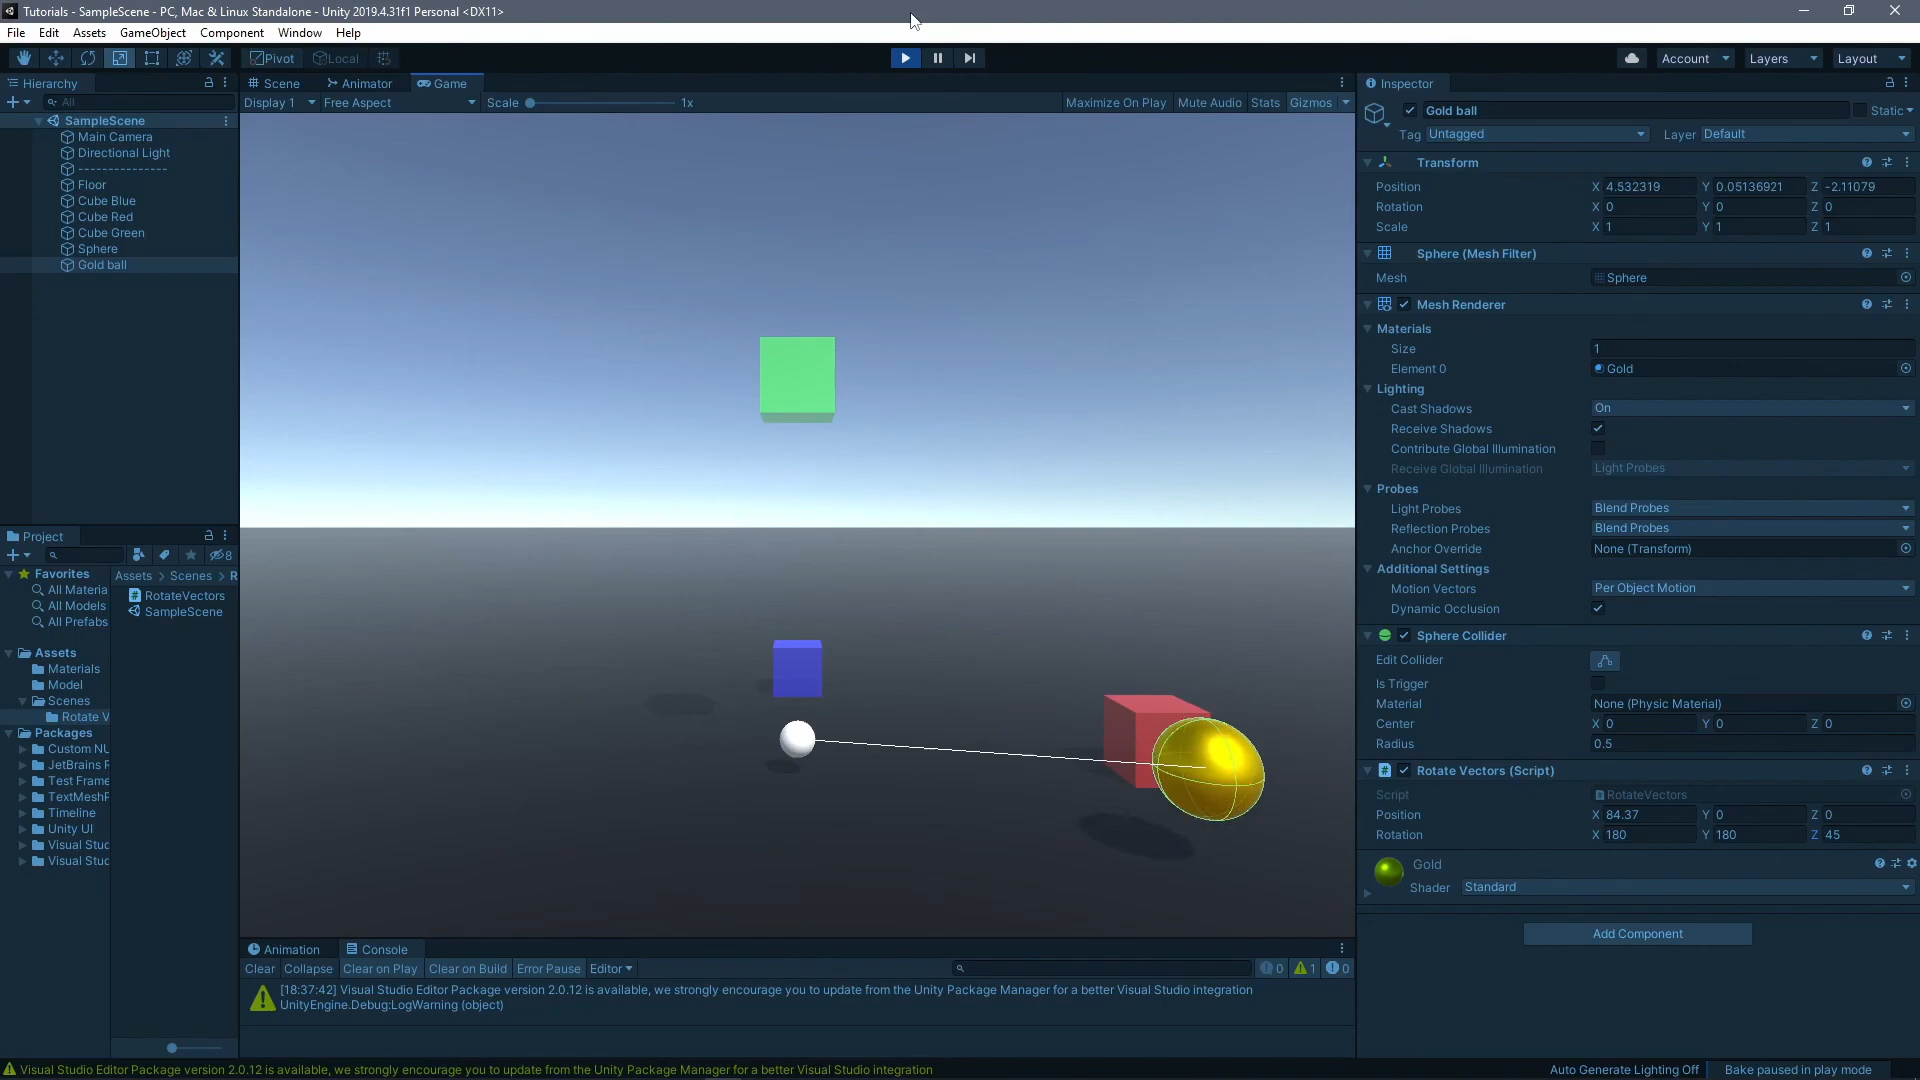 Tutorials - SampleScene - PC, Mac & Linux Standalone - Unity 2019.4.31f1 Personal <DX11>
File Edit Assets GameObject Component Window Help
Pivot Local Account Layers Layout
Hierarchy
All
SampleScene
Main Camera
Directional Light
---------------
Floor
Cube Blue
Cube Red
Cube Green
Sphere
Gold ball
Scene Animator Game
Display 1 Free Aspect Scale 1x Maximize On Play Mute Audio Stats Gizmos
Project
8
Favorites
All Materia
All Models
All Prefabs
Assets
Materials
Model
Scenes
Rotate V
Packages
Custom NU
JetBrains R
Test Frame
TextMeshP
Timeline
Unity UI
Visual Stud
Visual Stud
Assets > Scenes > R
RotateVectors
SampleScene
Animation Console
Clear Collapse Clear on Play Clear on Build Error Pause Editor 0 1 0
[18:37:42] Visual Studio Editor Package version 2.0.12 is available, we strongly encourage you to update from the Unity Package Manager for a better Visual Studio integration
UnityEngine.Debug:LogWarning (object)
Inspector
Gold ball Static
Tag Untagged Layer Default
Transform
Position X 4.532319 Y 0.05136921 Z -2.11079
Rotation X 0 Y 0 Z 0
Scale X 1 Y 1 Z 1
Sphere (Mesh Filter)
Mesh Sphere
Mesh Renderer
Materials
Size 1
Element 0 Gold
Lighting
Cast Shadows On
Receive Shadows
Contribute Global Illumination
Receive Global Illumination Light Probes
Probes
Light Probes Blend Probes
Reflection Probes Blend Probes
Anchor Override None (Transform)
Additional Settings
Motion Vectors Per Object Motion
Dynamic Occlusion
Sphere Collider
Edit Collider
Is Trigger
Material None (Physic Material)
Center X 0 Y 0 Z 0
Radius 0.5
Rotate Vectors (Script)
Script RotateVectors
Position X 84.37 Y 0 Z 0
Rotation X 180 Y 180 Z 45
Gold
Shader Standard
Add Component
Visual Studio Editor Package version 2.0.12 is available, we strongly encourage you to update from the Unity Package Manager for a better Visual Studio integration
Auto Generate Lighting Off Bake paused in play mode